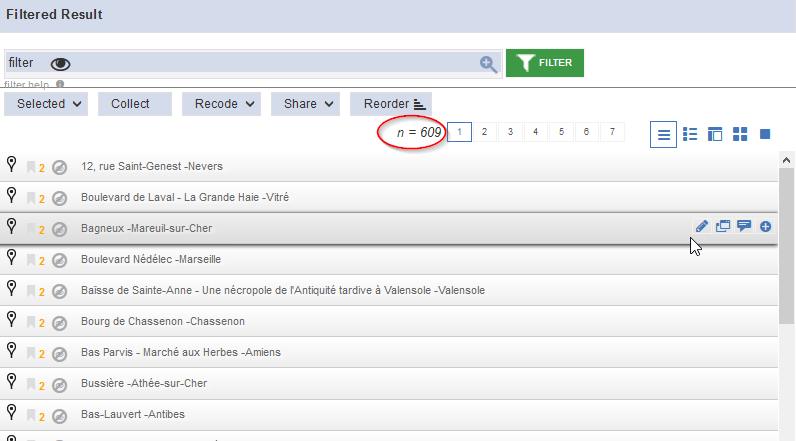 Filtered Result
filter FILTER
filter help
Selected Collect Recode Share Reorder
n = 609 1 2 3 4 5 6 7
2 12, rue Saint-Genest -Nevers
2 Boulevard de Laval - La Grande Haie -Vitré
2 Bagneux -Mareuil-sur-Cher
2 Boulevard Nédélec -Marseille
2 Baïsse de Sainte-Anne - Une nécropole de l'Antiquité tardive à Valensole -Valensole
2 Bourg de Chassenon -Chassenon
2 Bas Parvis - Marché aux Herbes -Amiens
2 Bussière -Athée-sur-Cher
2 Bas-Lauvert -Antibes